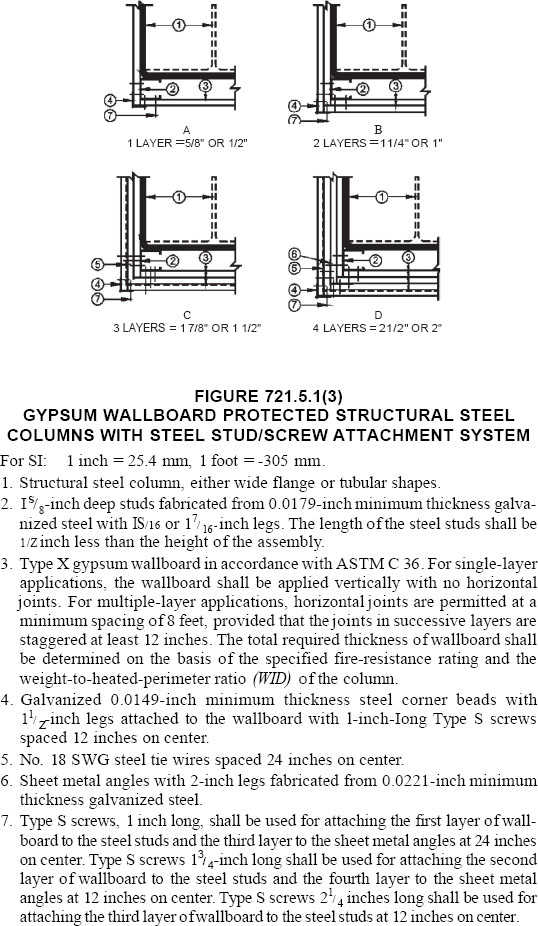 1
2
3
4
7
A
1 LAYER =5/8" OR 1/2"
1
2
3
4
7
B
2 LAYERS =11/4" OR 1"
1
2
3
5
4
7
C
3 LAYERS = 1 7/8" OR 1 1/2"
1
6
2
3
5
4
7
D
4 LAYERS = 21/2" OR 2"
FIGURE 721.5.1(3)
GYPSUM WALLBOARD PROTECTED STRUCTURAL STEEL
COLUMNS WITH STEEL STUD/SCREW ATTACHMENT SYSTEM
For SI: 1 inch = 25.4 mm, 1 foot = -305 mm.
1. Structural steel column, either wide flange or tubular shapes.
2. I^S/8-inch deep studs fabricated from 0.0179-inch minimum thickness galva-
nized steel with IS/16 or 1^7/16-inch legs. The length of the steel studs shall be
1/Z inch less than the height of the assembly.
3. Type X gypsum wallboard in accordance with ASTM C 36. For single-layer
applications, the wallboard shall be applied vertically with no horizontal
joints. For multiple-layer applications, horizontal joints are permitted at a
minimum spacing of 8 feet, provided that the joints in successive layers are
staggered at least 12 inches. The total required thickness of wallboard shall
be determined on the basis of the specified fire-resistance rating and the
weight-to-heated-perimeter ratio (WID) of the column.
4. Galvanized 0.0149-inch minimum thickness steel corner beads with
1^1/Z-inch legs attached to the wallboard with 1-inch-Iong Type S screws
spaced 12 inches on center.
5. No. 18 SWG steel tie wires spaced 24 inches on center.
6. Sheet metal angles with 2-inch legs fabricated from 0.0221-inch minimum
thickness galvanized steel.
7. Type S screws, 1 inch long, shall be used for attaching the first layer of wall-
board to the steel studs and the third layer to the sheet metal angles at 24 inches
on center. Type S screws 1^3/4-inch long shall be used for attaching the second
layer of wallboard to the steel studs and the fourth layer to the sheet metal
angles at 12 inches on center. Type S screws 2^1/4 inches long shall be used for
attaching the third layer of wallboard to the steel studs at 12 inches on center.